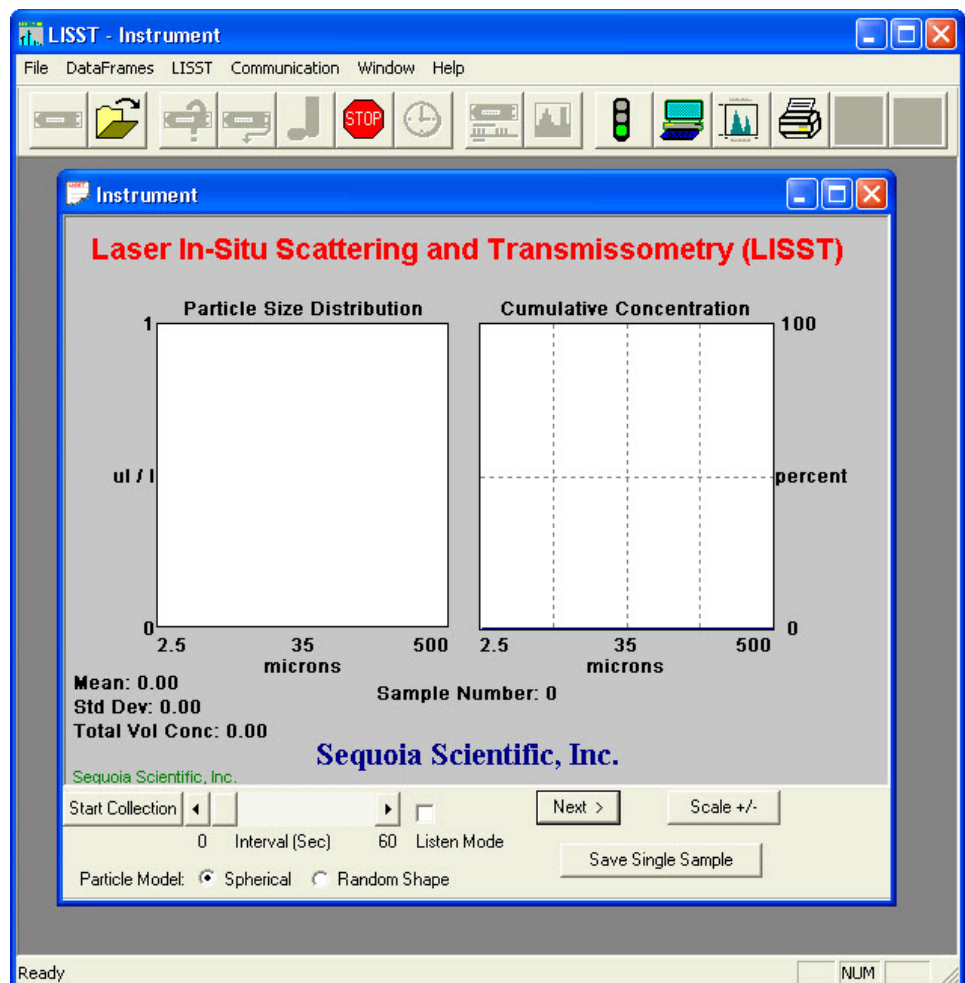 LISST - Instrument
File DataFrames LISST Communication Window Help
STOP
Instrument
Laser In-Situ Scattering and Transmissometry (LISST)
Particle Size Distribution
1
ul / l
0
2.5 35 500
microns
Cumulative Concentration
100
percent
0
2.5 35 500
microns
Mean: 0.00
Std Dev: 0.00
Total Vol Conc: 0.00
Sample Number: 0
Sequoia Scientific, Inc.
Sequoia Scientific, Inc.
Start Collection
0 Interval (Sec) 60
Listen Mode
Next >
Scale +/-
Save Single Sample
Particle Model: Spherical Random Shape
Ready
NUM